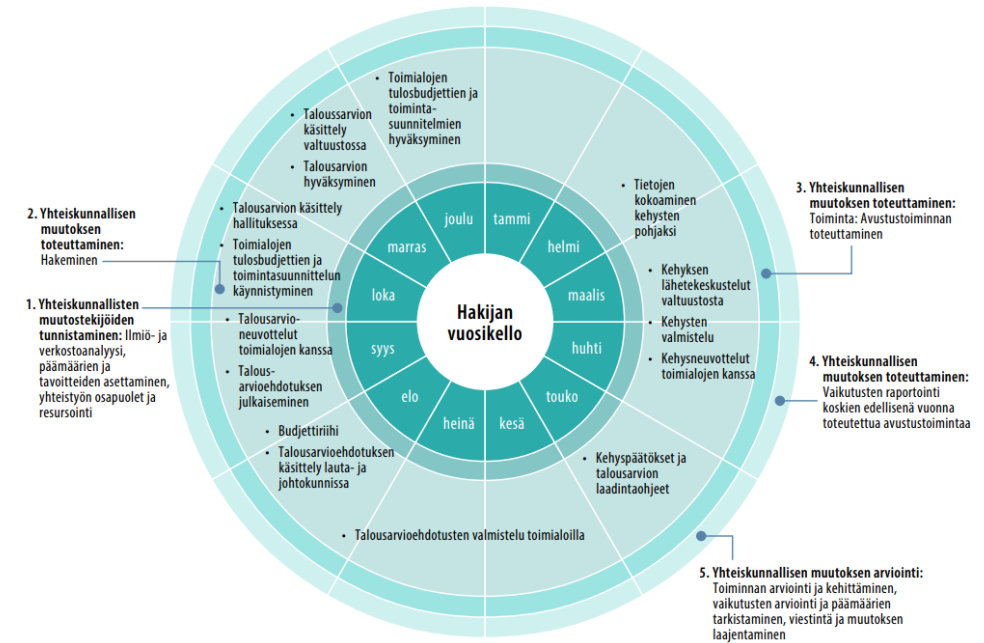 Hakijan
vuosikello
tammi
helmi
maalis
huhti
touko
kesä
heinä
elo
syys
loka
marras
joulu
• Tietojen
kokoaminen
kehysten
pohjaksi
• Kehyksen
lähetekeskustelut
valtuustosta
• Kehysten
valmistelu
• Kehysneuvottelut
toimialojen kanssa
• Kehyspäätökset ja
talousarvion
laadintaohjeet
• Talousarvioehdotusten valmistelu toimialoilla
• Budjettiriihi
• Talousarvioehdotuksen
käsittely lauta- ja
johtokunnissa
• Talousarvio-
neuvottelut
toimialojen kanssa
• Talous-
arvioehdotuksen
julkaiseminen
• Talousarvion käsittely
hallituksessa
• Toimialojen
tulosbudjettien ja
toimintasuunnittelun
käynnistyminen
• Taloussarvion
käsittely
valtuustossa
• Talousarvion
hyväksyminen
• Toimialojen
tulosbudjettien ja
toiminta-
suunnitelmien
hyväksyminen
1. Yhteiskunnallisten
muutostekijöiden
tunnistaminen: Ilmiö- ja
verkostoanalyysi,
päämäärien ja
tavoitteiden asettaminen,
yhteistyön osapuolet ja
resursointi
2. Yhteiskunnallisen
muutoksen
toteuttaminen:
Hakeminen
3. Yhteiskunnallisen
muutoksen toteuttaminen:
Toiminta: Avustustoiminnan
toteuttaminen
4. Yhteiskunnallisen
muutoksen toteuttaminen:
Vaikutusten raportointi
koskien edellisenä vuonna
toteutettua avustustoimintaa
5. Yhteiskunnallisen muutoksen arviointi:
Toiminnan arviointi ja kehittäminen,
vaikutusten arviointi ja päämäärien
tarkistaminen, viestintä ja muutoksen
laajentaminen